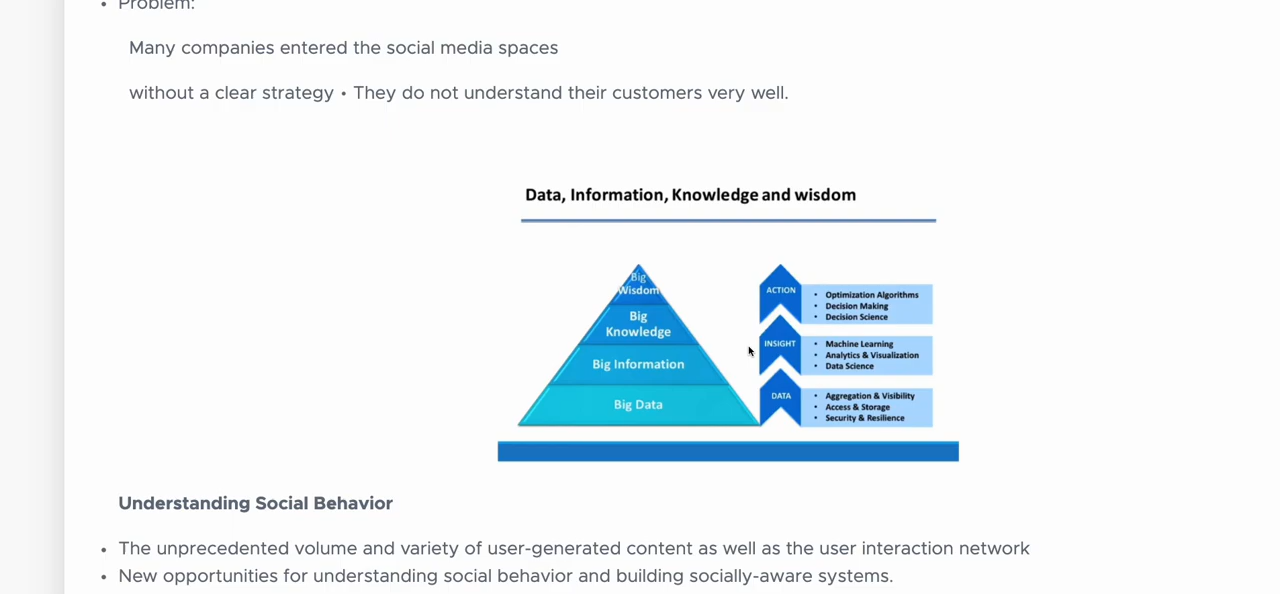 • Problem:
Many companies entered the social media spaces
without a clear strategy • They do not understand their customers very well.
Data, Information, Knowledge and wisdom
Big
Wisdom
Big
Knowledge
Big Information
Big Data
ACTION
• Optimization Algorithms
• Decision Making
• Decision Science
INSIGHT
• Machine Learning
• Analytics & Visualization
• Data Science
DATA
• Aggregation & Visibility
• Access & Storage
• Security & Resilience
Understanding Social Behavior
• The unprecedented volume and variety of user-generated content as well as the user interaction network
• New opportunities for understanding social behavior and building socially-aware systems.